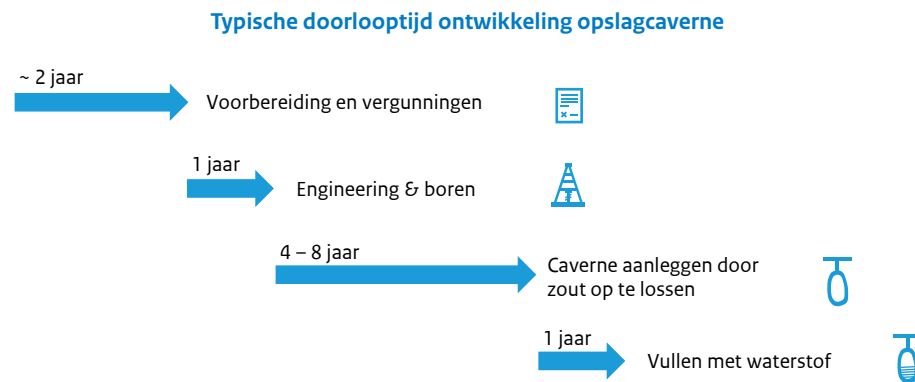 Typische doorlooptijd ontwikkeling opslagcaverne
~ 2 jaar
Voorbereiding en vergunningen
1 jaar
Engineering & boren
4 – 8 jaar
Caverne aanleggen door
zout op te lossen
1 jaar
Vullen met waterstof